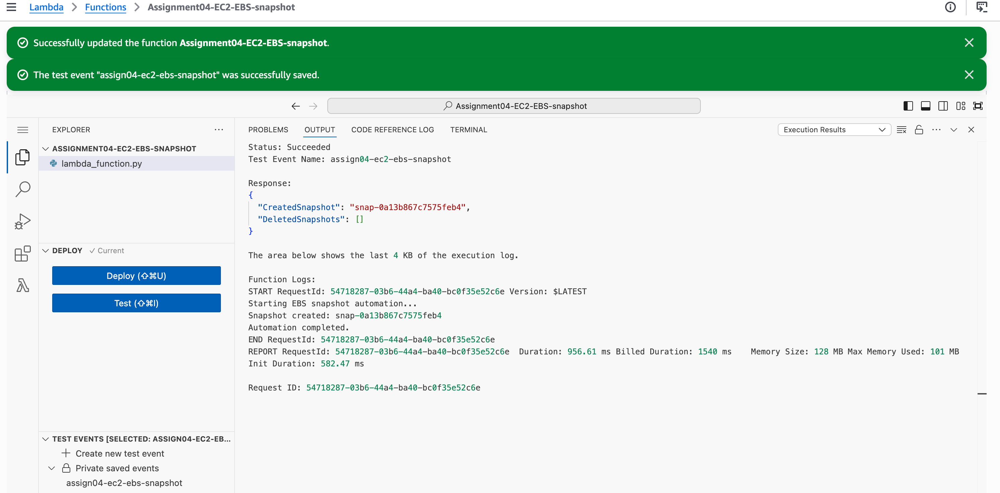 Lambda > Functions > Assignment04-EC2-EBS-snapshot
Successfully updated the function Assignment04-EC2-EBS-snapshot.
The test event "assign04-ec2-ebs-snapshot" was successfully saved.
Assignment04-EC2-EBS-snapshot
EXPLORER
ASSIGNMENT04-EC2-EBS-SNAPSHOT
lambda_function.py
DEPLOY Current
Deploy (⇧⌘U)
Test (⇧⌘I)
TEST EVENTS [SELECTED: ASSIGN04-EC2-EB...
Create new test event
Private saved events
assign04-ec2-ebs-snapshot
PROBLEMS OUTPUT CODE REFERENCE LOG TERMINAL
Execution Results
Status: Succeeded
Test Event Name: assign04-ec2-ebs-snapshot
Response:
{
"CreatedSnapshot": "snap-0a13b867c7575feb4",
"DeletedSnapshots": []
}
The area below shows the last 4 KB of the execution log.
Function Logs:
START RequestId: 54718287-03b6-44a4-ba40-bc0f35e52c6e Version: $LATEST
Starting EBS snapshot automation...
Snapshot created: snap-0a13b867c7575feb4
Automation completed.
END RequestId: 54718287-03b6-44a4-ba40-bc0f35e52c6e
REPORT RequestId: 54718287-03b6-44a4-ba40-bc0f35e52c6e Duration: 956.61 ms Billed Duration: 1540 ms Memory Size: 128 MB Max Memory Used: 101 MB
Init Duration: 582.47 ms
Request ID: 54718287-03b6-44a4-ba40-bc0f35e52c6e